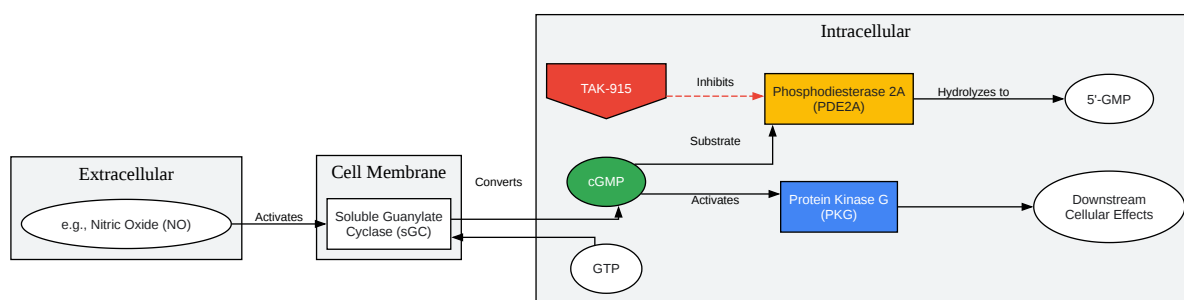 Extracellular
e.g., Nitric Oxide (NO)
Activates
Cell Membrane
Soluble Guanylate
Cyclase (sGC)
Converts
Intracellular
TAK-915
Inhibits
Phosphodiesterase 2A
(PDE2A)
Hydrolyzes to
5'-GMP
Substrate
cGMP
Activates
Protein Kinase G
(PKG)
Downstream
Cellular Effects
GTP